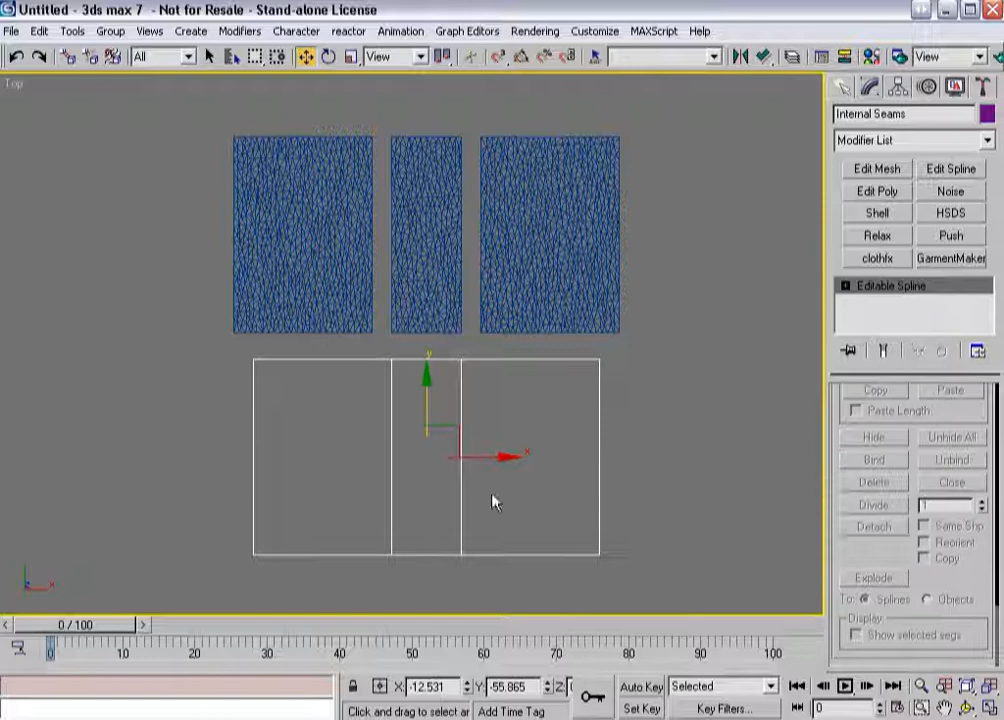 Untitled - 3ds max 7 - Not for Resale - Stand-alone License
File Edit Tools Group Views Create Modifiers Character reactor Animation Graph Editors Rendering Customize MAXScript Help
All View View
Top
Internal Seams
Modifier List
Edit Mesh Edit Spline
Edit Poly Noise
Shell HSDS
Relax Push
clothfx GarmentMaker
Editable Spline
Copy Paste
Paste Length
Hide Unhide All
Bind Unbind
Delete Close
Divide 1
Detach Same Shp
Reorient
Copy
Explode
To: Splines Objects
Display:
Show selected segs
y
x
x
0 / 100
0 10 20 30 40 50 60 70 80 90 100
X: -12.531 Y: -55.865 Z: Auto Key Selected
Click and drag to select ar Add Time Tag Set Key Key Filters... 0